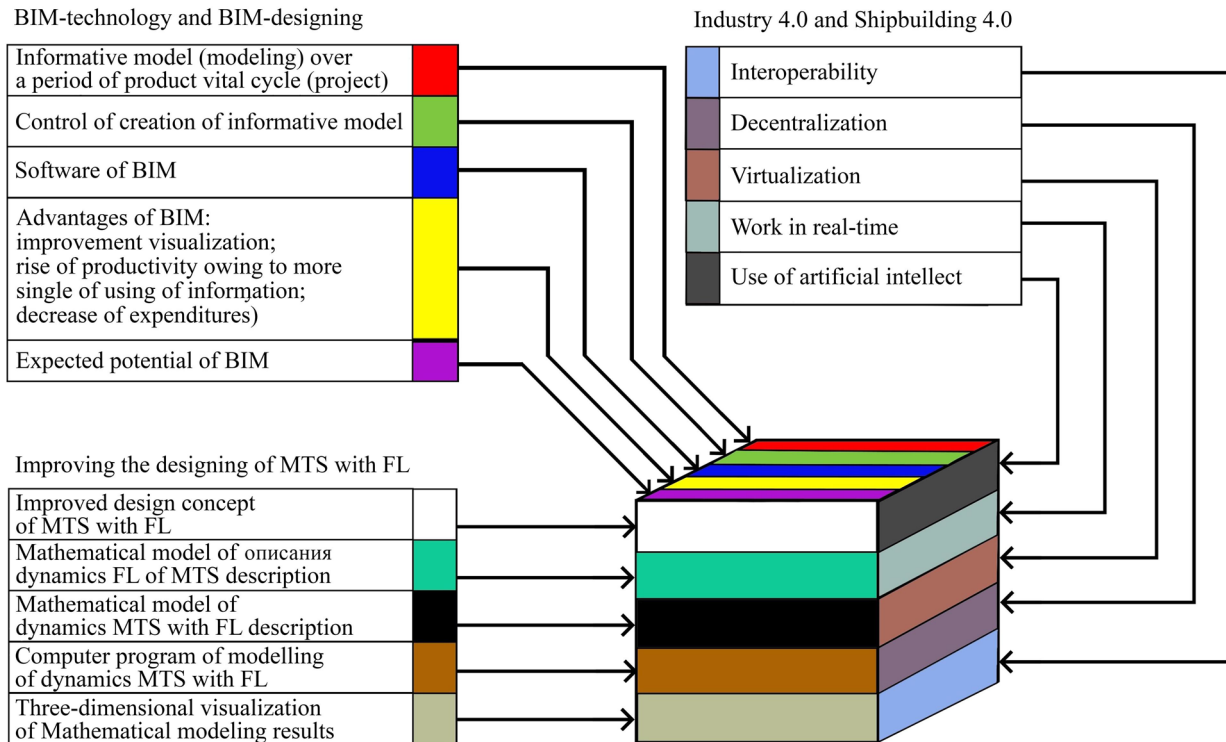 BIM-technology and BIM-designing
Informative model (modeling) over
a period of product vital cycle (project)
Control of creation of informative model
Software of BIM
Advantages of BIM:
improvement visualization;
rise of productivity owing to more
single of using of information;
decrease of expenditures)
Expected potential of BIM
Industry 4.0 and Shipbuilding 4.0
Interoperability
Decentralization
Virtualization
Work in real-time
Use of artificial intellect
Improving the designing of MTS with FL
Improved design concept
of MTS with FL
Mathematical model of описания
dynamics FL of MTS description
Mathematical model of
dynamics MTS with FL description
Computer program of modelling
of dynamics MTS with FL
Three-dimensional visualization
of Mathematical modeling results